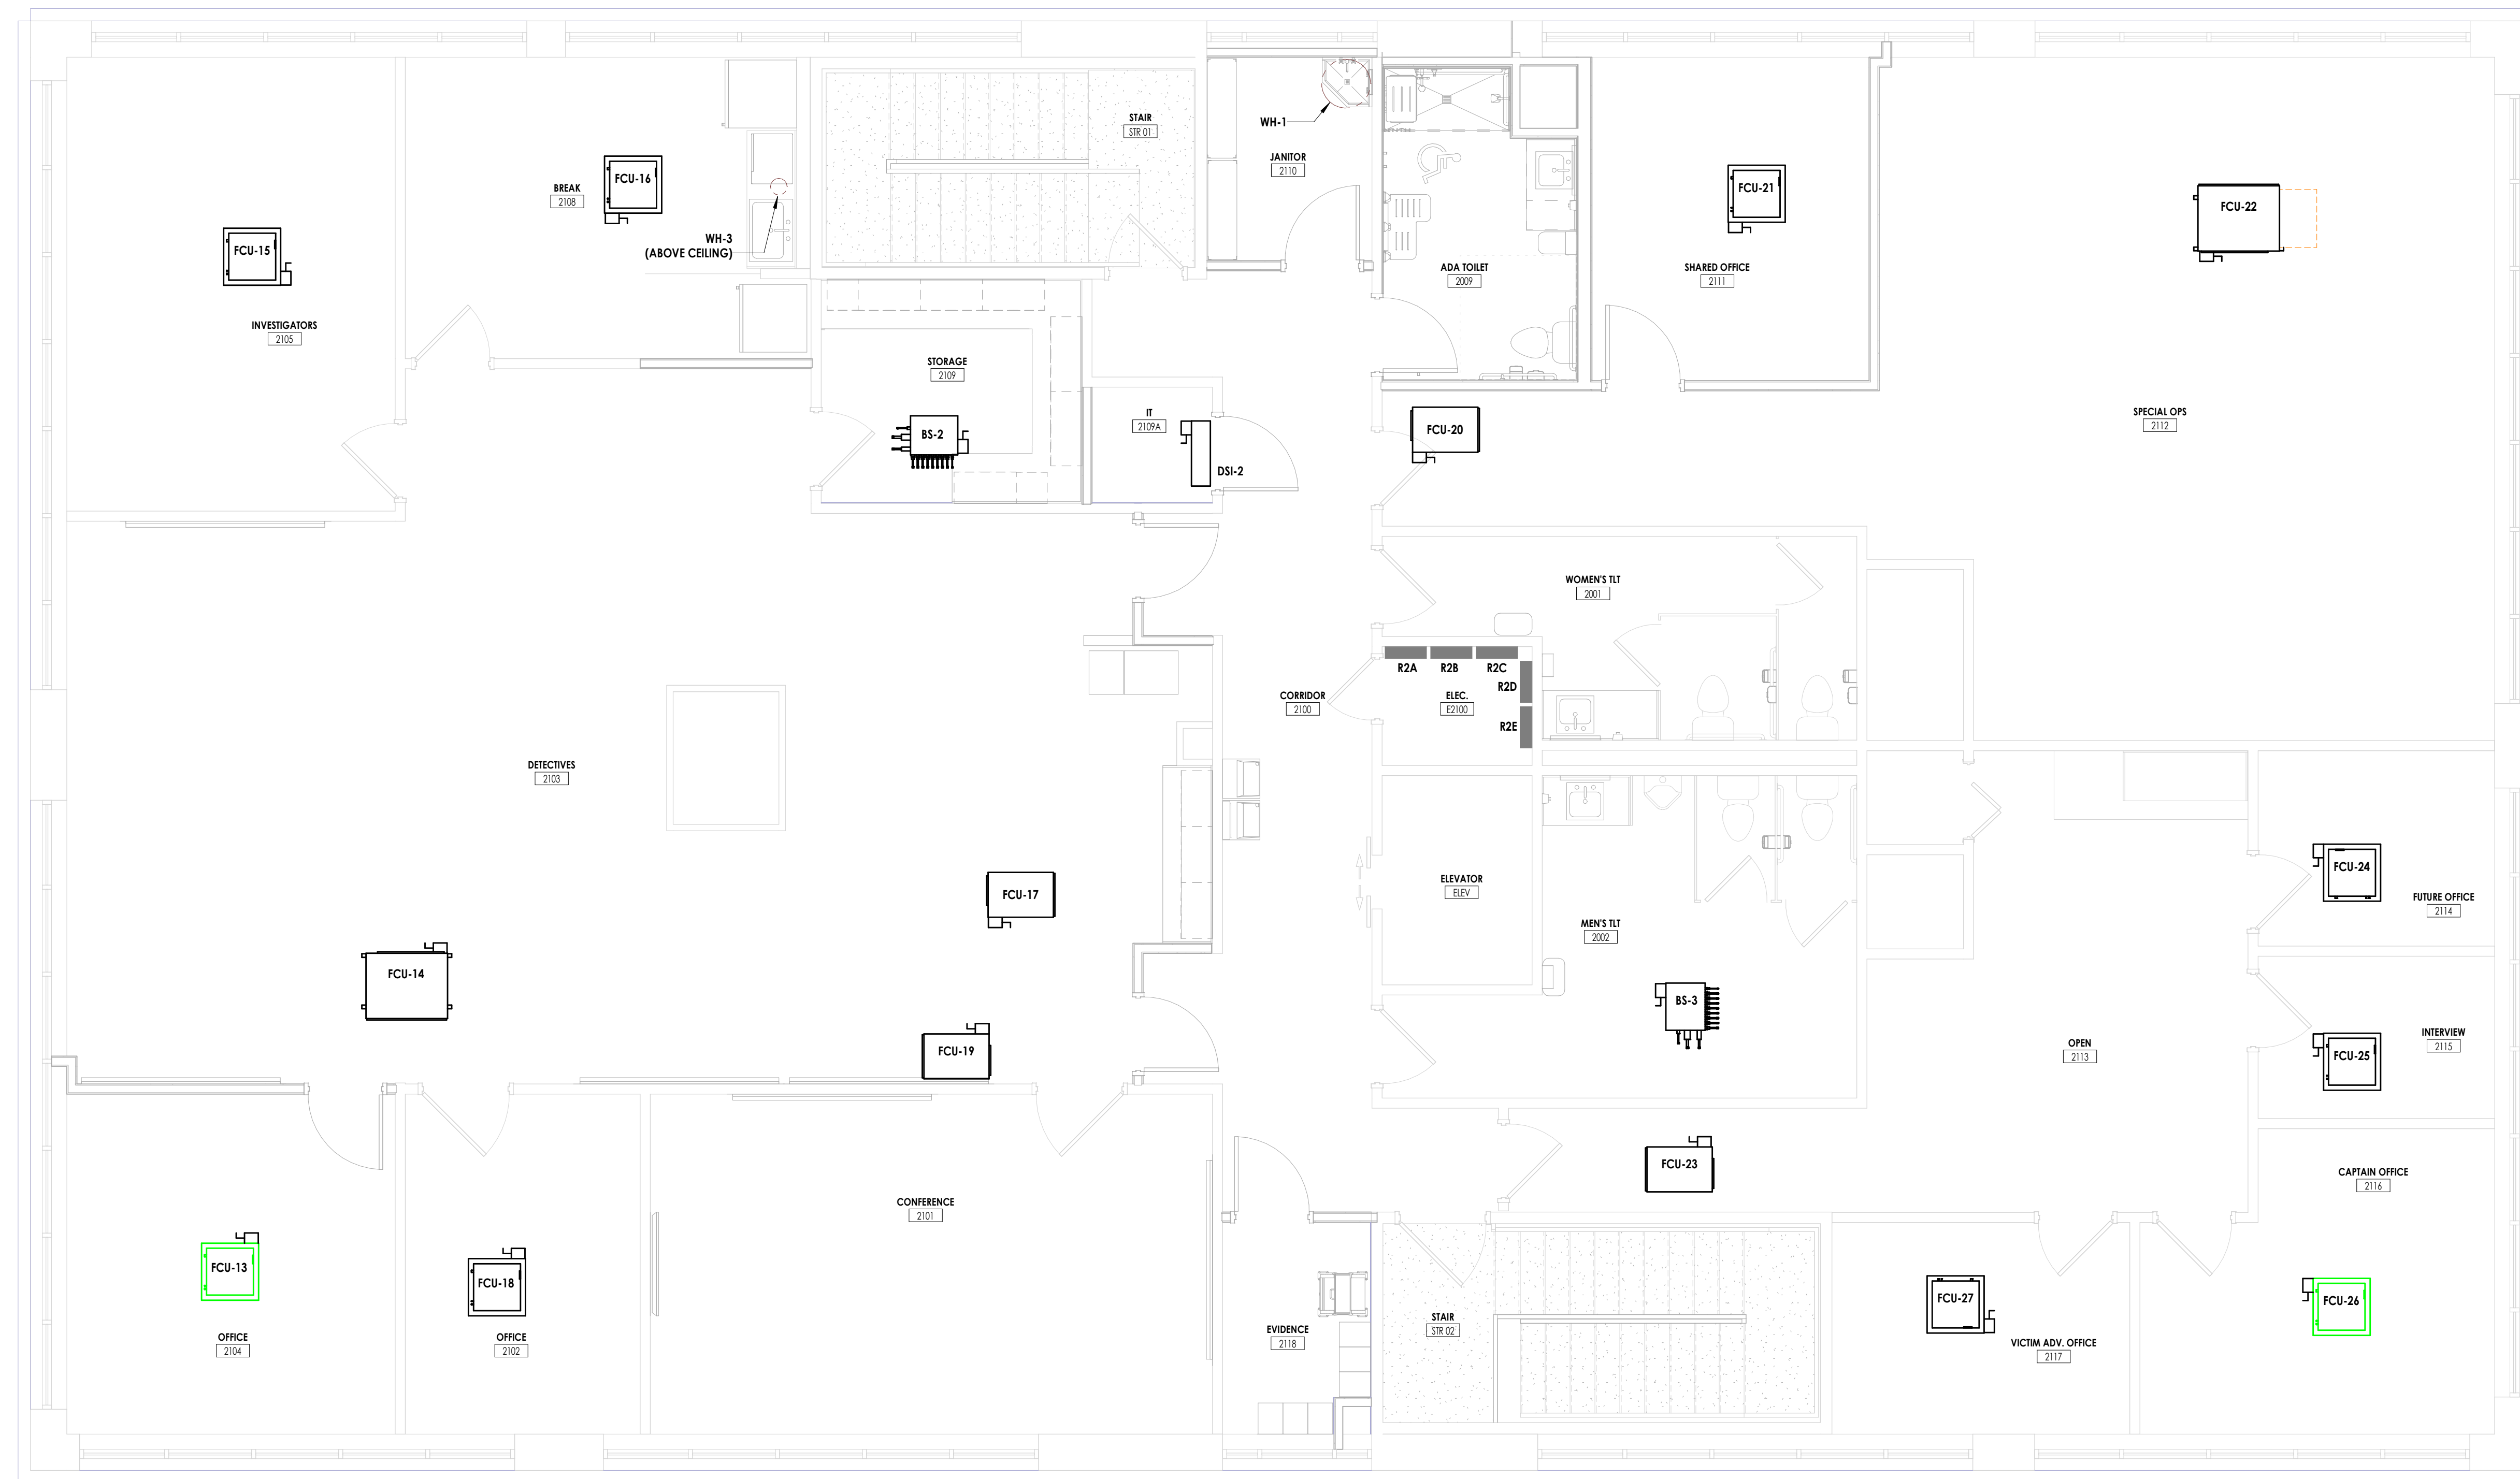 STAIR
STR 01
WH-1
JANITOR
2110
BREAK
2108
FCU-16
FCU-21
FCU-22
WH-3
(ABOVE CEILING)
FCU-15
ADA TOILET
2009
SHARED OFFICE
2111
INVESTIGATORS
2105
STORAGE
2109
IT
2109A
SPECIAL OPS
2112
BS-2
FCU-20
DSI-2
WOMEN'S TLT
2001
R2A
R2B
R2C
R2D
CORRIDOR
2100
ELEC.
E2100
R2E
DETECTIVES
2103
ELEVATOR
ELEV
FCU-24
FCU-17
FUTURE OFFICE
2114
MEN'S TLT
2002
FCU-14
BS-3
INTERVIEW
2115
OPEN
2113
FCU-19
FCU-25
FCU-23
CAPTAIN OFFICE
2116
CONFERENCE
2101
FCU-13
FCU-18
FCU-27
FCU-26
STAIR
STR 02
EVIDENCE
2118
OFFICE
2104
OFFICE
2102
VICTIM ADV. OFFICE
2117